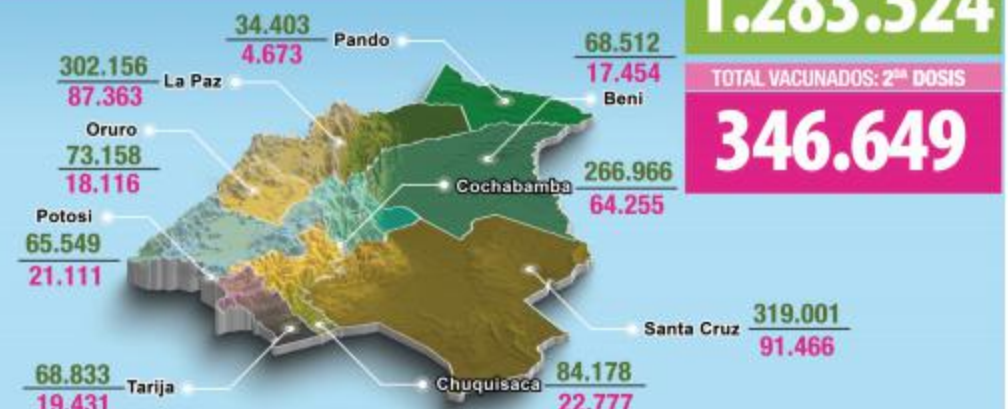 1.283.524
TOTAL VACUNADOS: 2DA DOSIS
346.649
34.403
4.673
Pando
68.512
17.454
Beni
302.156
87.363
La Paz
Oruro
73.158
18.116
Cochabamba
266.966
64.255
Potosi
65.549
21.111
Santa Cruz
319.001
91.466
68.833
19.431
Tarija
Chuquisaca
84.178
22.777